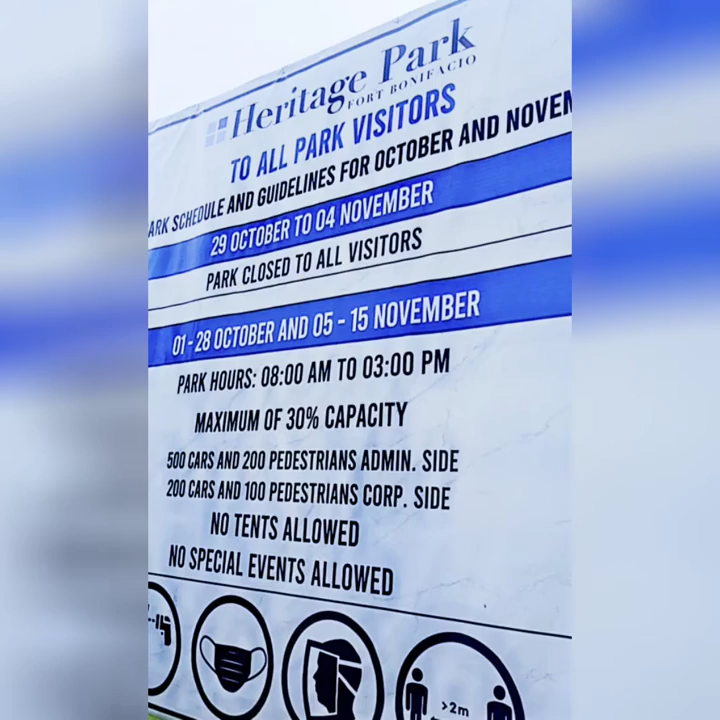 Heritage Park
FORT BONIFACIO
TO ALL PARK VISITORS
ARK SCHEDULE AND GUIDELINES FOR OCTOBER AND NOVEM
29 OCTOBER TO 04 NOVEMBER
PARK CLOSED TO ALL VISITORS
01 - 28 OCTOBER AND 05 - 15 NOVEMBER
PARK HOURS: 08:00 AM TO 03:00 PM
MAXIMUM OF 30% CAPACITY
500 CARS AND 200 PEDESTRIANS ADMIN. SIDE
200 CARS AND 100 PEDESTRIANS CORP. SIDE
NO TENTS ALLOWED
NO SPECIAL EVENTS ALLOWED
>2m